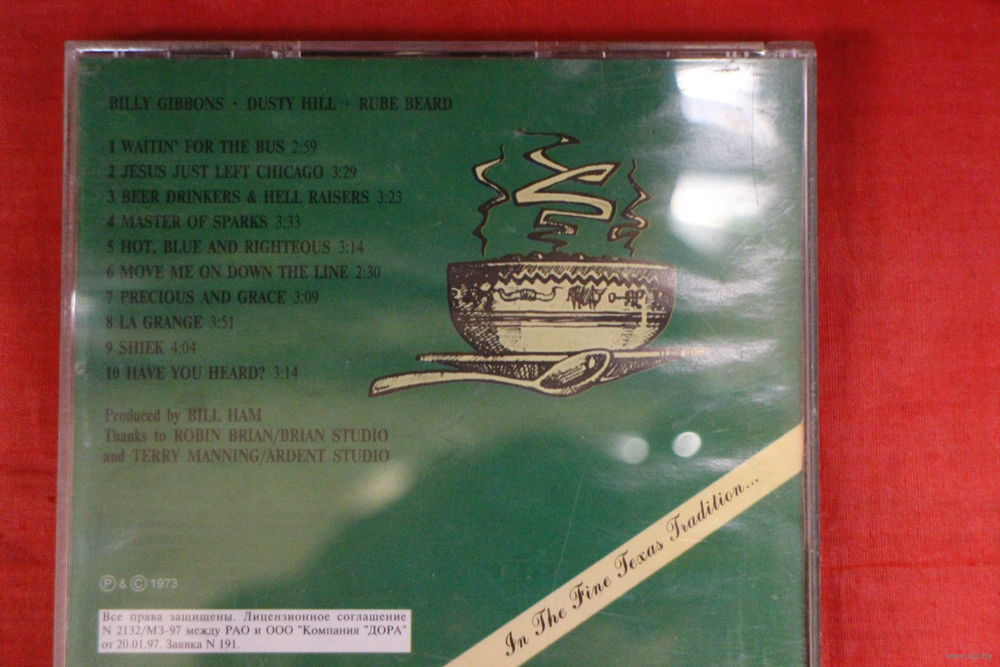 BILLY GIBBONS · DUSTY HILL · RUBE BEARD
1 WAITIN' FOR THE BUS 2:59
2 JESUS JUST LEFT CHICAGO 3:29
3 BEER DRINKERS & HELL RAISERS 3:23
4 MASTER OF SPARKS 3:33
5 HOT, BLUE AND RIGHTEOUS 3:14
6 MOVE ME ON DOWN THE LINE 2:30
7 PRECIOUS AND GRACE 3:09
8 LA GRANGE 3:51
9 SHIEK 4:04
10 HAVE YOU HEARD? 3:14
Produced by BILL HAM
Thanks to ROBIN BRIAN/BRIAN STUDIO
and TERRY MANNING/ARDENT STUDIO
In The Fine Texas Tradition...
Ⓟ & Ⓒ 1973
Все права защищены. Лицензионное соглашение
N 2132/МЗ-97 между РАО и ООО "Компания "ДОРА"
от 20.01.97. Заявка N 191.